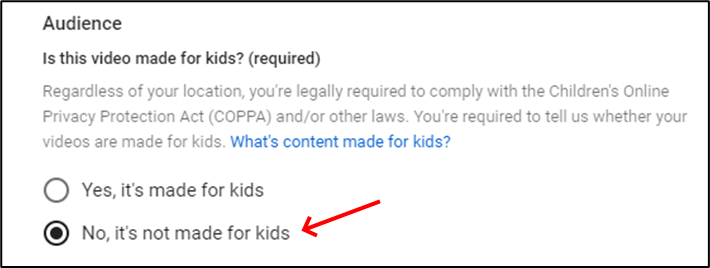 Audience
Is this video made for kids? (required)
Regardless of your location, you're legally required to comply with the Children's Online
Privacy Protection Act (COPPA) and/or other laws. You're required to tell us whether your
videos are made for kids. What's content made for kids?
Yes, it's made for kids
No, it's not made for kids